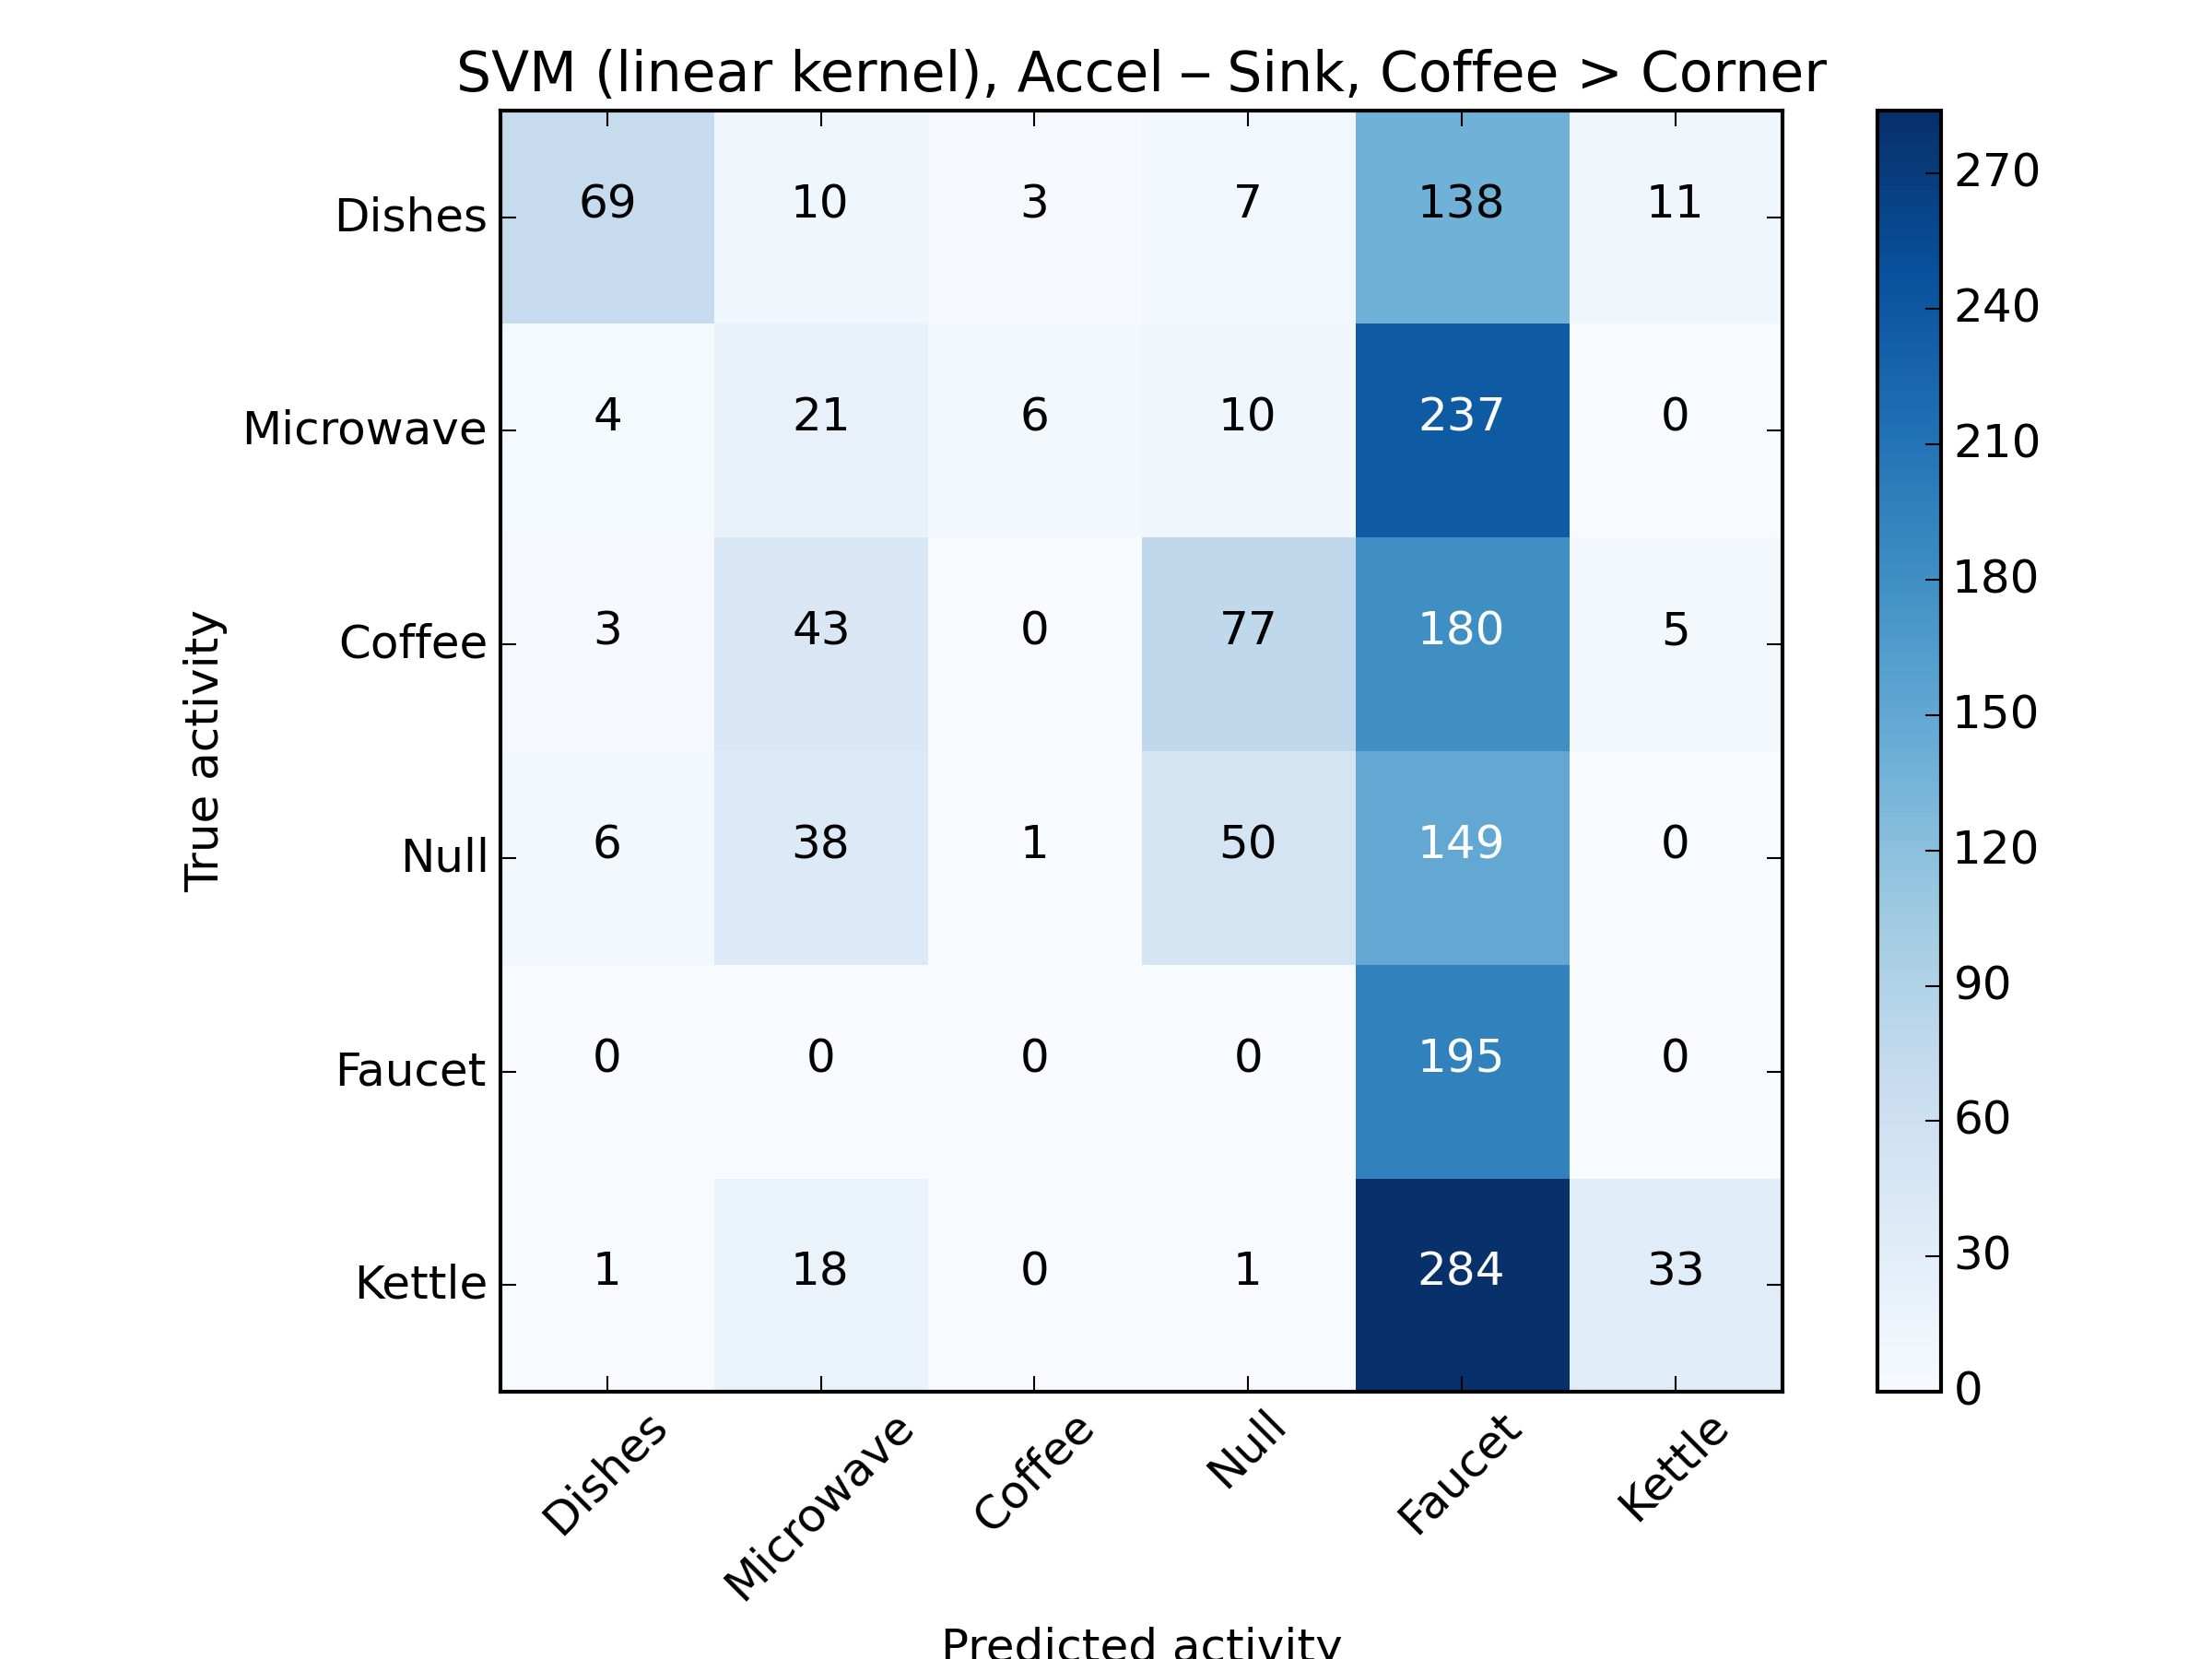 SVM (linear kernel), Accel – Sink, Coffee > Corner
Dishes 69 10 3 7 138 11
Microwave 4 21 6 10 237 0
Coffee 3 43 0 77 180 5
Null 6 38 1 50 149 0
Faucet 0 0 0 0 195 0
Kettle 1 18 0 1 284 33
True activity
Dishes Microwave Coffee Null Faucet Kettle
Predicted activity
270
240
210
180
150
120
90
60
30
0